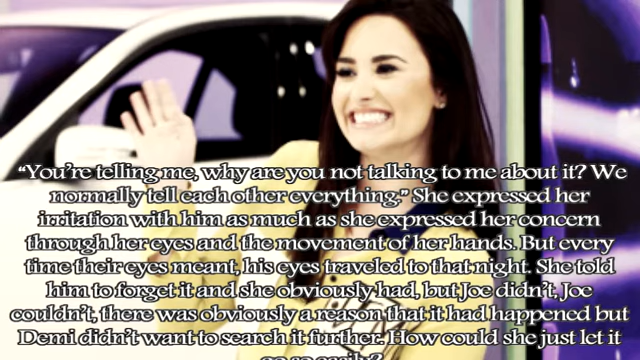 “You're telling me, why are you not talking to me about it? We
normally tell each other everything.” She expressed her
irritation with him as much as she expressed her concern
through her eyes and the movement of her hands. But every
time their eyes meant, his eyes traveled to that night. She told
him to forget it and she obviously had, but Joe didn't, Joe
couldn't, there was obviously a reason that it had happened but
Demi didn't want to search it further. How could she just let it
go so easily?